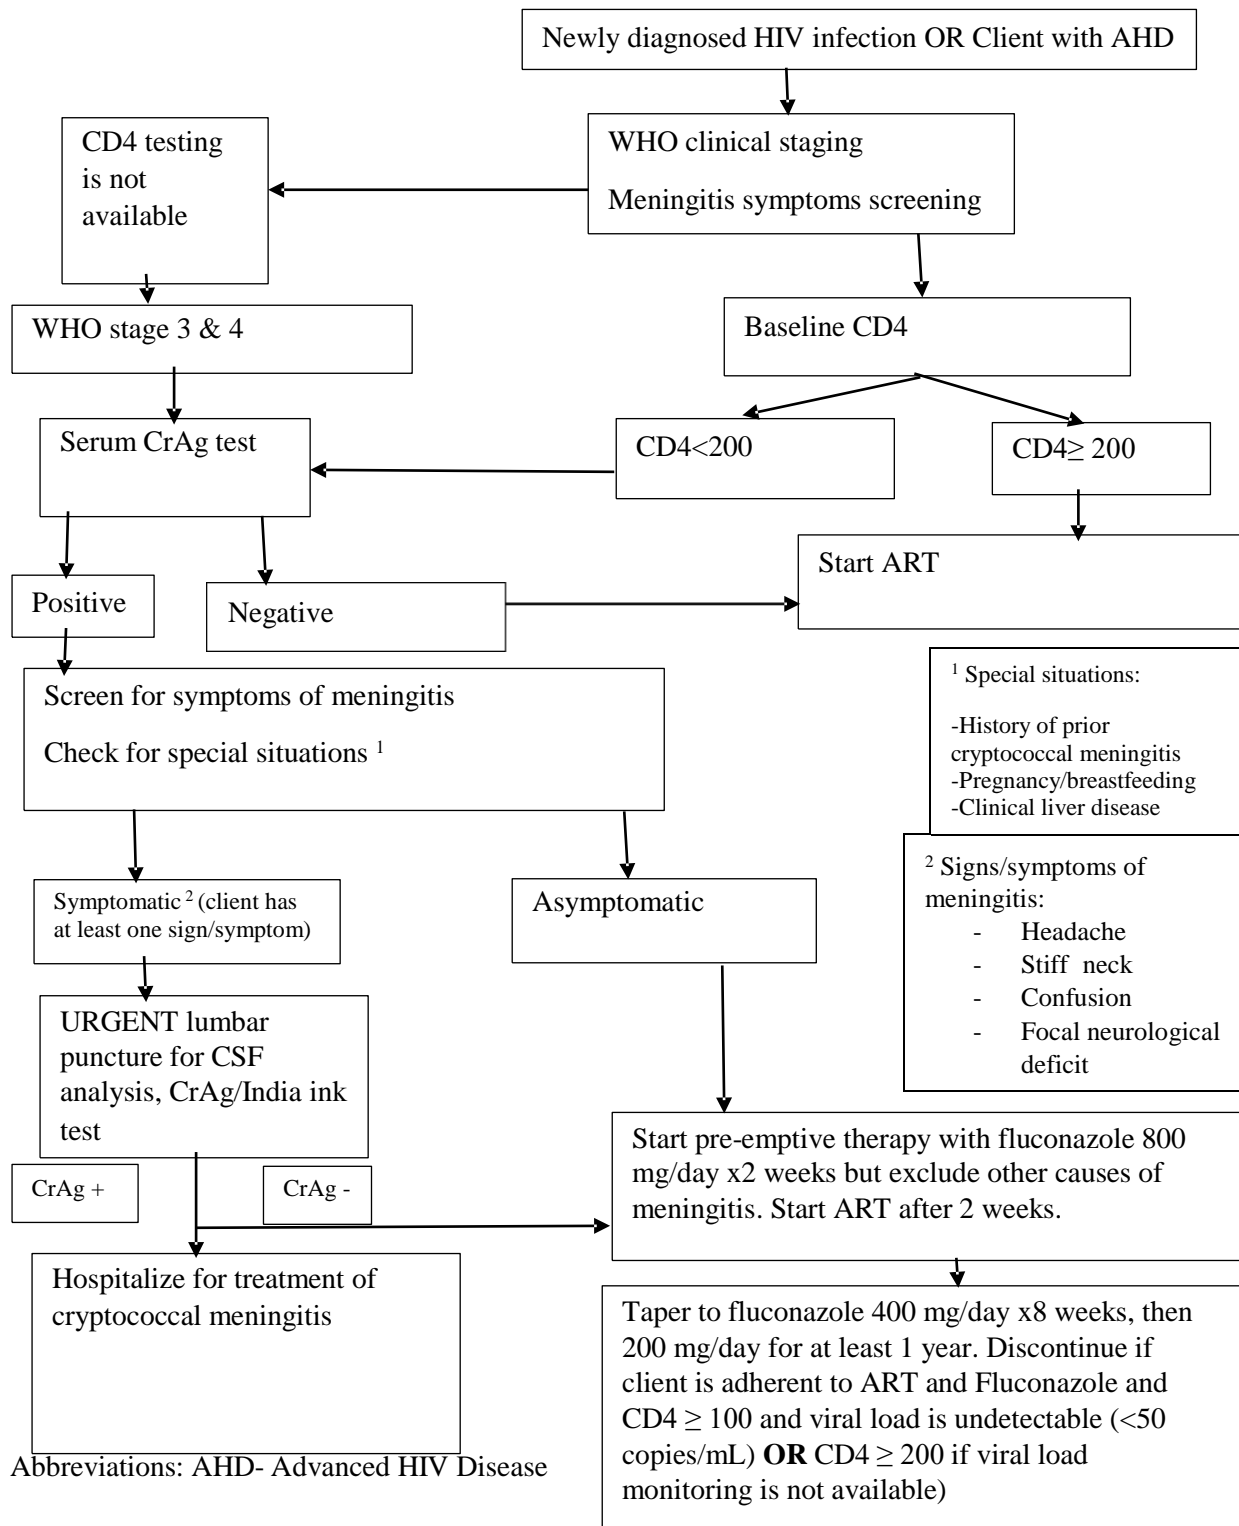 Newly diagnosed HIV infection OR Client with AHD
CD4 testing
is not
available
WHO clinical staging
Meningitis symptoms screening
WHO stage 3 & 4
Baseline CD4
Serum CrAg test
CD4<200
CD4≥ 200
Start ART
Positive
Negative
Screen for symptoms of meningitis
Check for special situations ¹
¹ Special situations:
-History of prior
cryptococcal meningitis
-Pregnancy/breastfeeding
-Clinical liver disease
² Signs/symptoms of
meningitis:
- Headache
- Stiff neck
- Confusion
- Focal neurological
deficit
Symptomatic ² (client has
at least one sign/symptom)
Asymptomatic
URGENT lumbar
puncture for CSF
analysis, CrAg/India ink
test
CrAg +
CrAg -
Start pre-emptive therapy with fluconazole 800
mg/day x2 weeks but exclude other causes of
meningitis. Start ART after 2 weeks.
Hospitalize for treatment of
cryptococcal meningitis
Taper to fluconazole 400 mg/day x8 weeks, then
200 mg/day for at least 1 year. Discontinue if
client is adherent to ART and Fluconazole and
CD4 ≥ 100 and viral load is undetectable (<50
copies/mL) OR CD4 ≥ 200 if viral load
monitoring is not available)
Abbreviations: AHD- Advanced HIV Disease